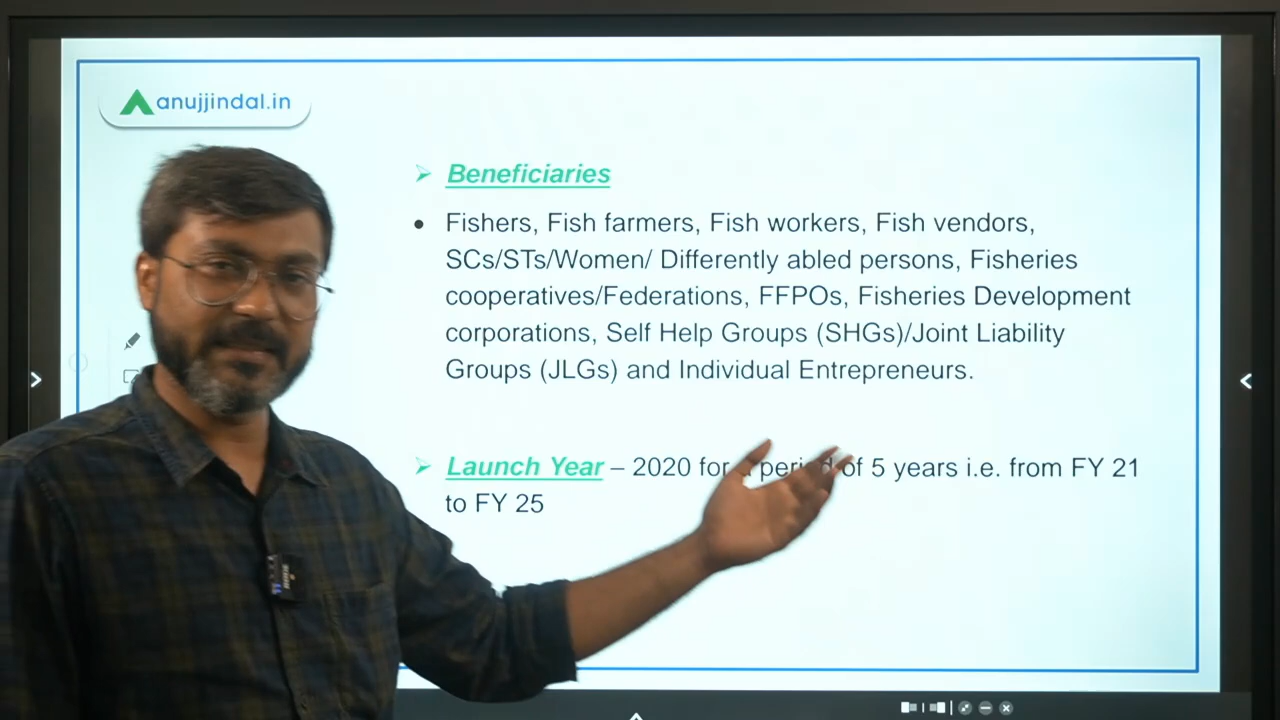 anujjindal.in
Beneficiaries
Fishers, Fish farmers, Fish workers, Fish vendors,
SCs/STs/Women/ Differently abled persons, Fisheries
cooperatives/Federations, FFPOs, Fisheries Development
corporations, Self Help Groups (SHGs)/Joint Liability
Groups (JLGs) and Individual Entrepreneurs.
Launch Year – 2020 for a period of 5 years i.e. from FY 21
to FY 25